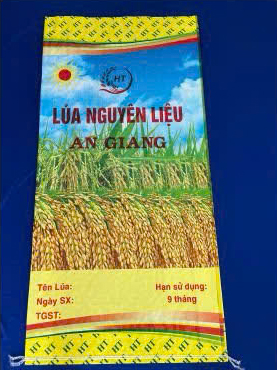 HT
LÚA NGUYÊN LIỆU
AN GIANG
Tên Lúa:
Hạn sử dụng:
Ngày SX:
9 tháng
TGST: